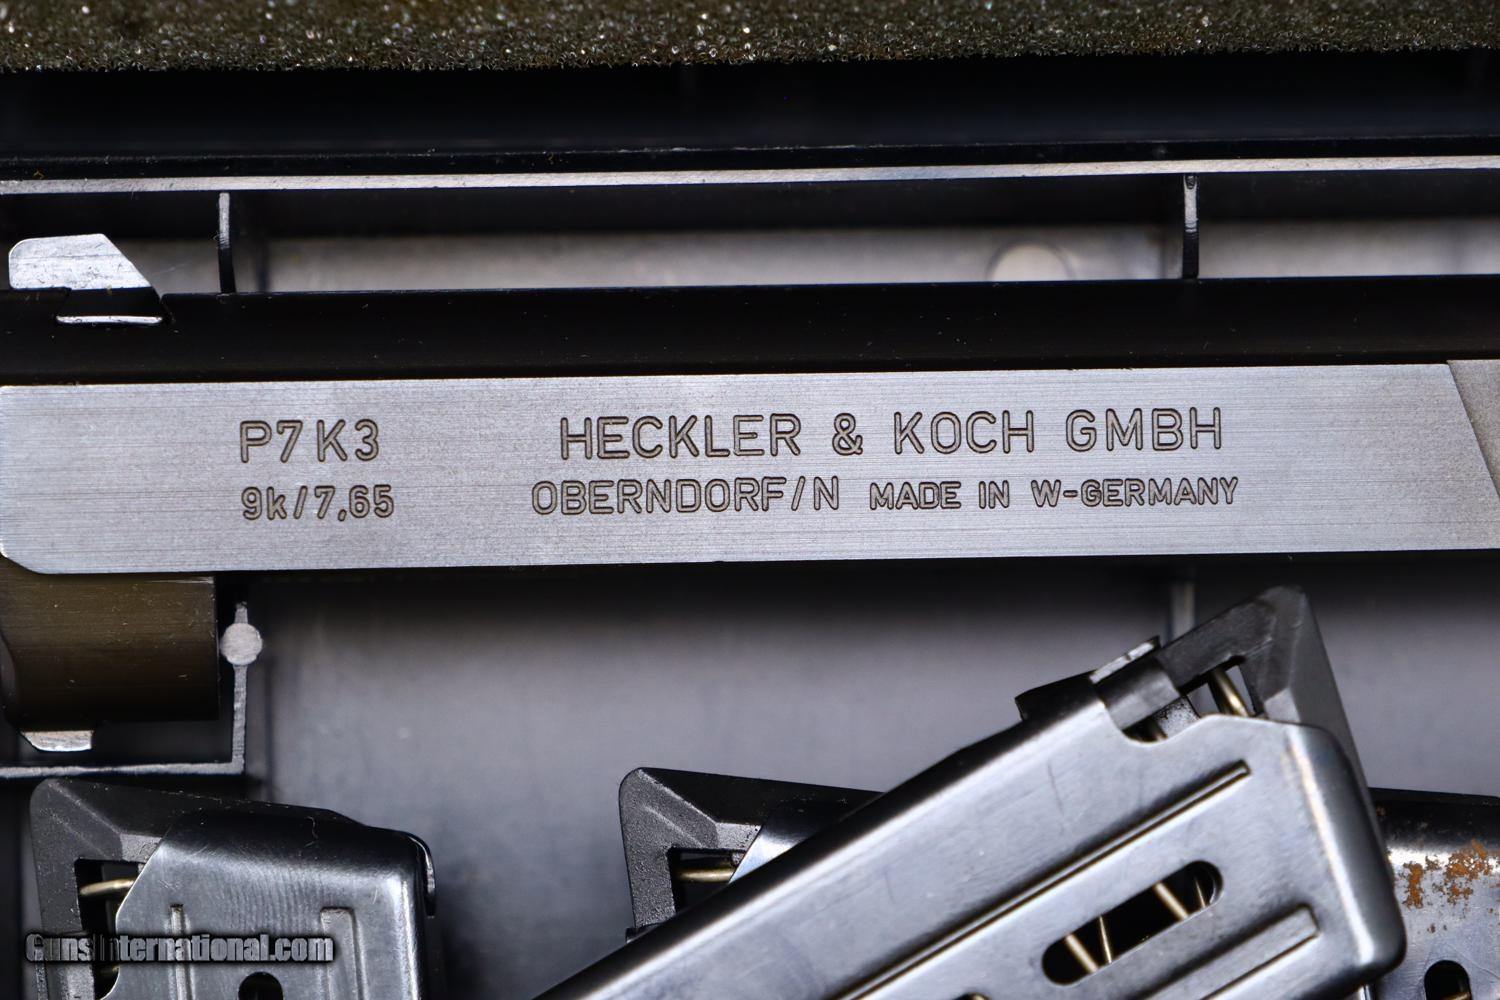 P7 K3 HECKLER & KOCH GMBH
9k/7,65 OBERNDORF/N MADE IN W-GERMANY
GunsInternational.com